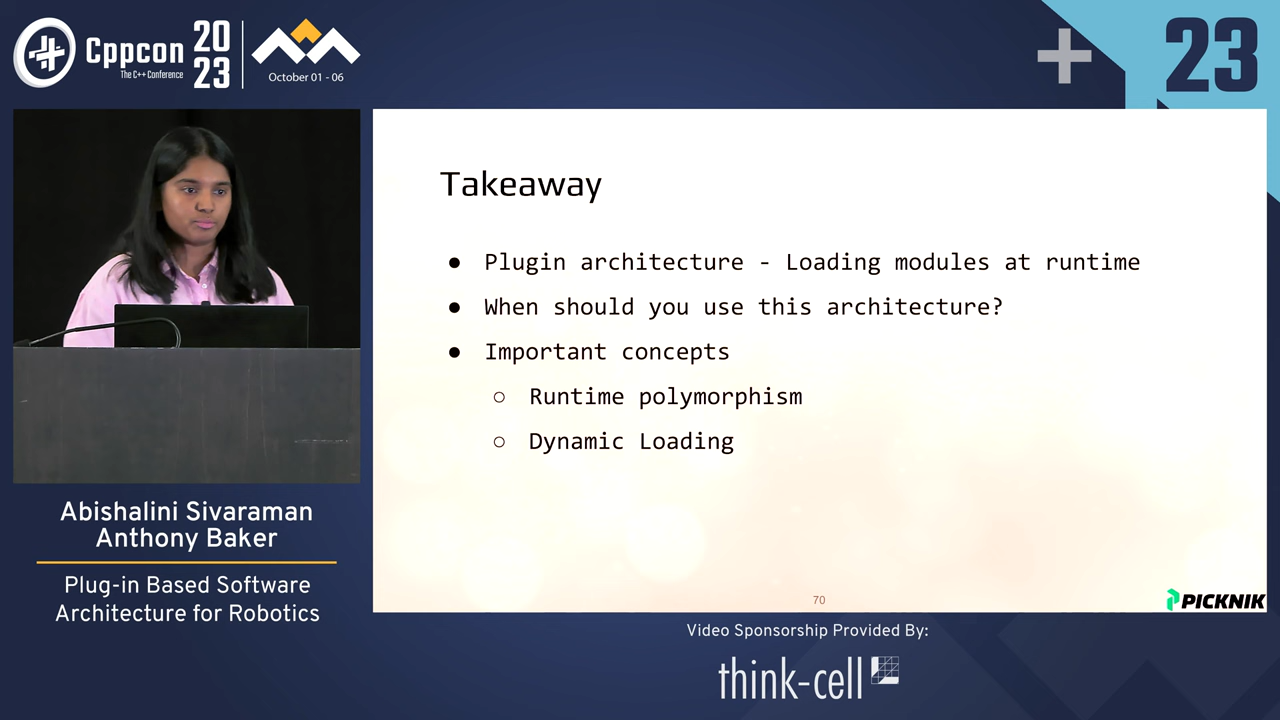 Cppcon
The C++ Conference
20
23
October 01 - 06
23
Takeaway
● Plugin architecture - Loading modules at runtime
● When should you use this architecture?
● Important concepts
○ Runtime polymorphism
○ Dynamic Loading
70
PICKNIK
Abishalini Sivaraman
Anthony Baker
Plug-in Based Software
Architecture for Robotics
Video Sponsorship Provided By:
think-cell